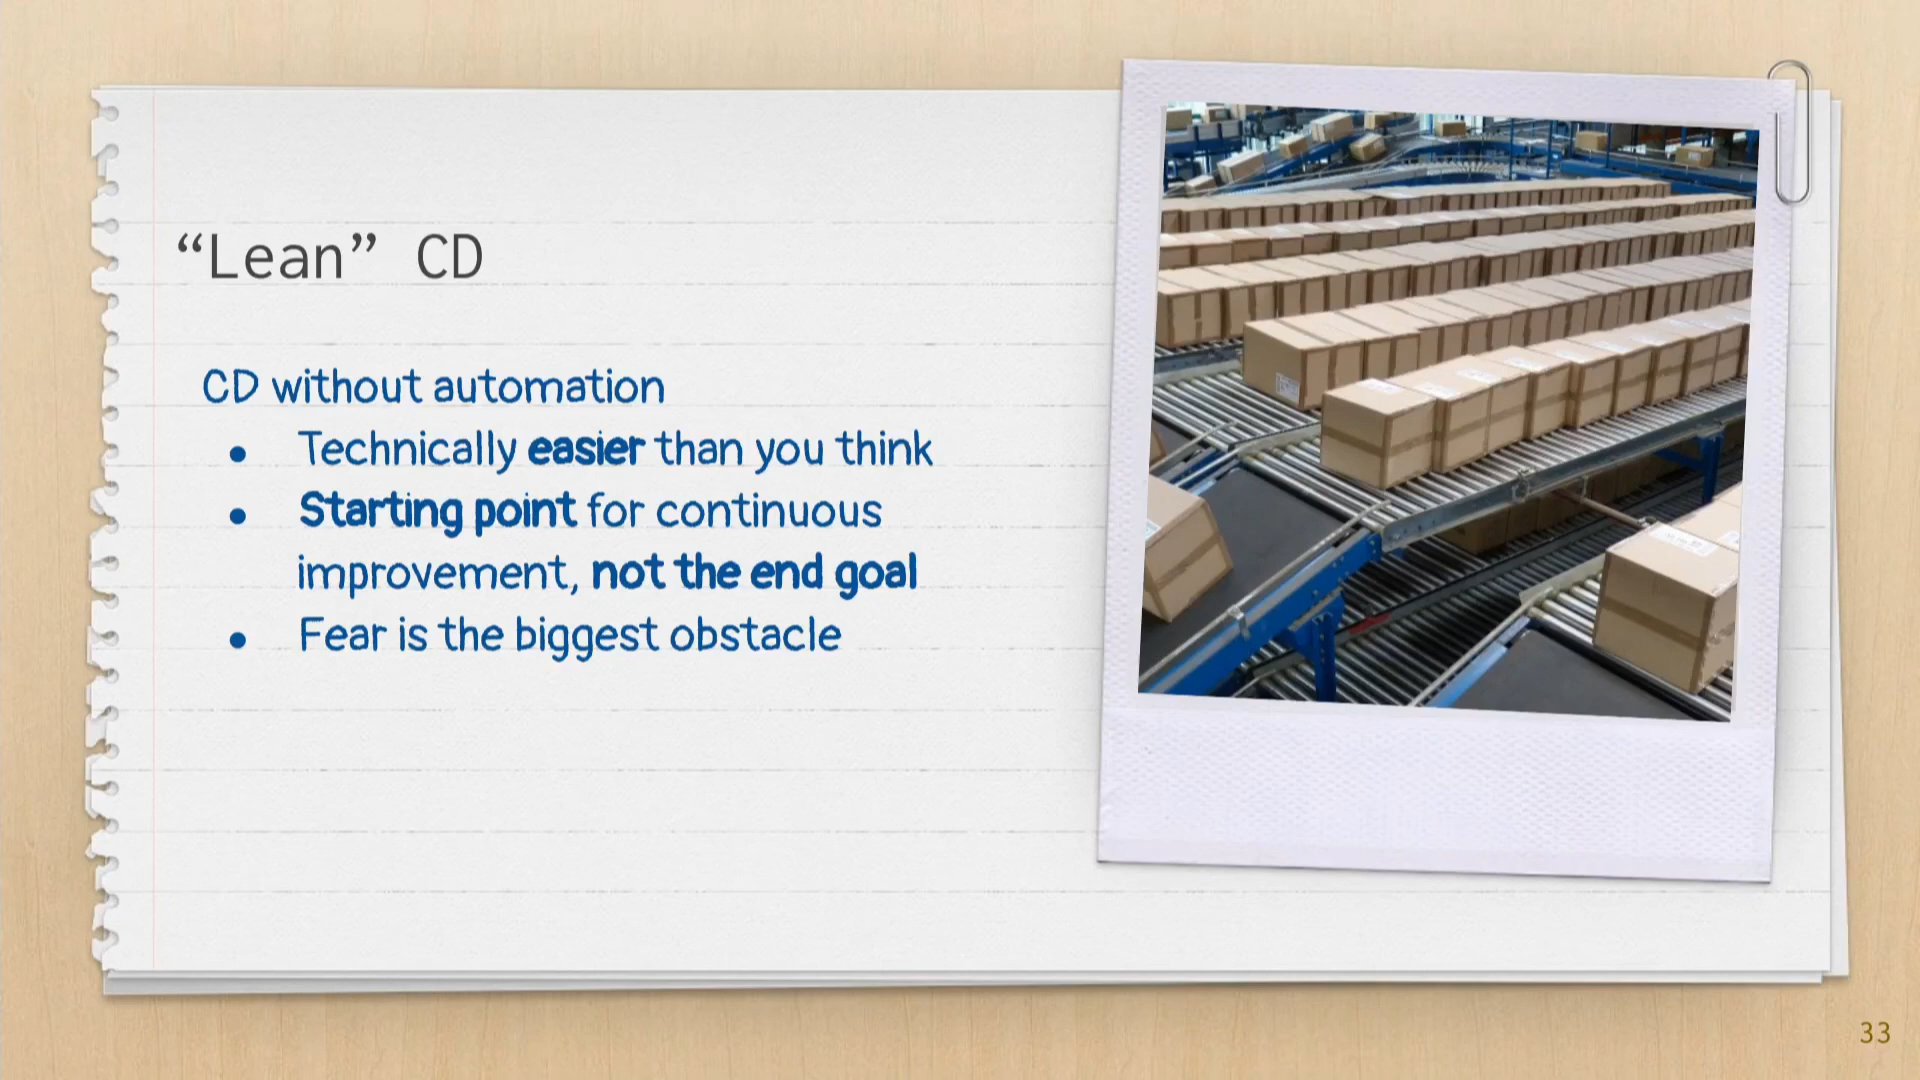 “Lean” CD
CD without automation
● Technically easier than you think
● Starting point for continuous
improvement, not the end goal
● Fear is the biggest obstacle
33